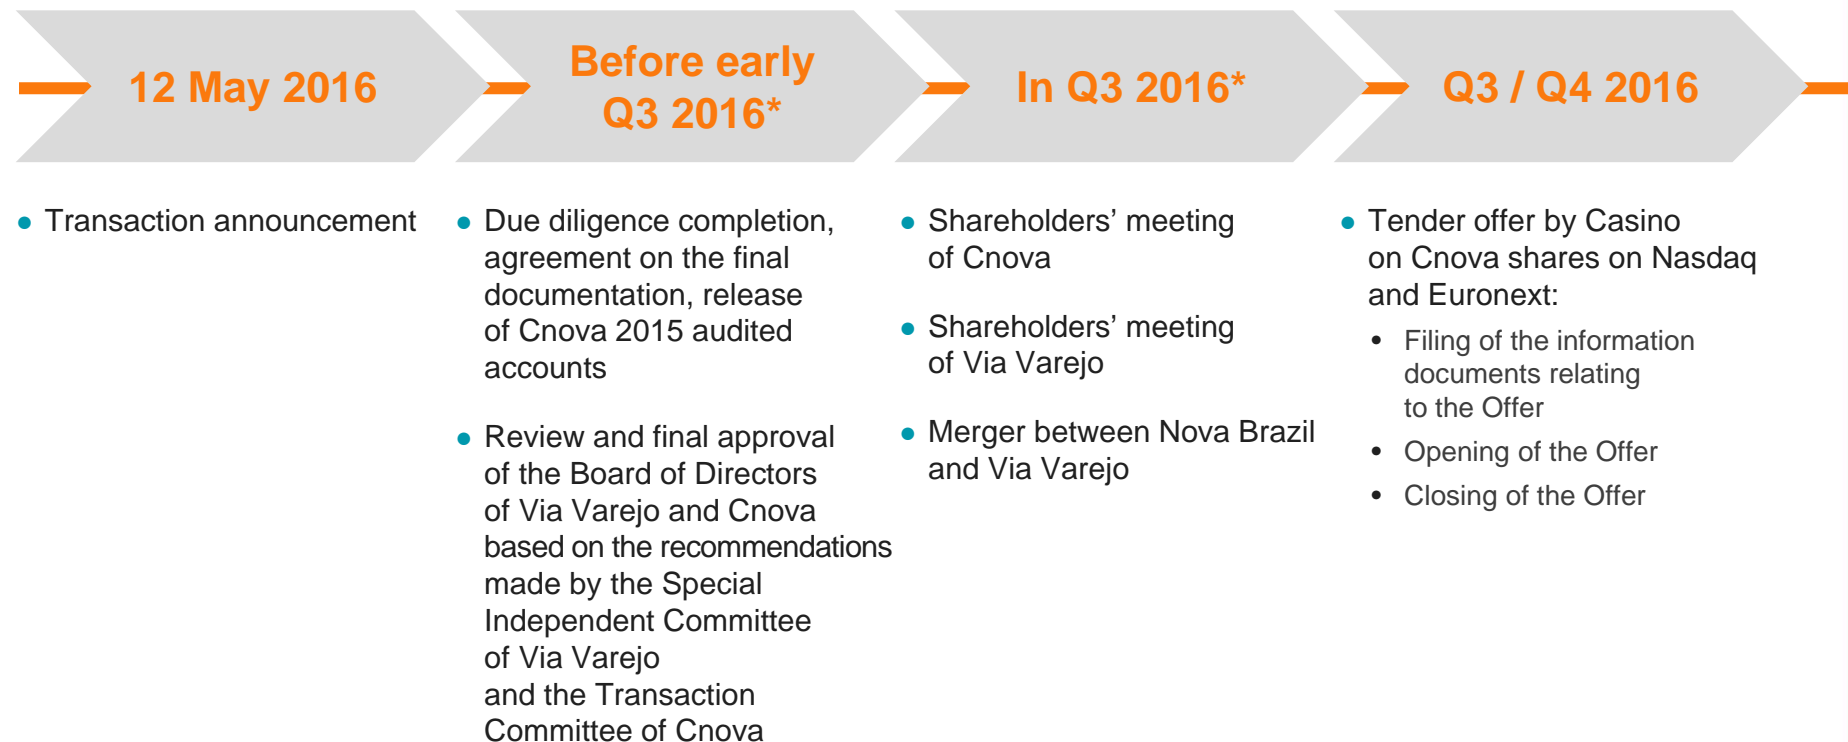 12 May 2016
Before early
Q3 2016*
In Q3 2016*
Q3 / Q4 2016
● Transaction announcement
● Due diligence completion,
agreement on the final
documentation, release
of Cnova 2015 audited
accounts
● Review and final approval
of the Board of Directors
of Via Varejo and Cnova
based on the recommendations
made by the Special
Independent Committee
of Via Varejo
and the Transaction
Committee of Cnova
● Shareholders’ meeting
of Cnova
● Shareholders’ meeting
of Via Varejo
● Merger between Nova Brazil
and Via Varejo
● Tender offer by Casino
on Cnova shares on Nasdaq
and Euronext:
• Filing of the information
documents relating
to the Offer
• Opening of the Offer
• Closing of the Offer